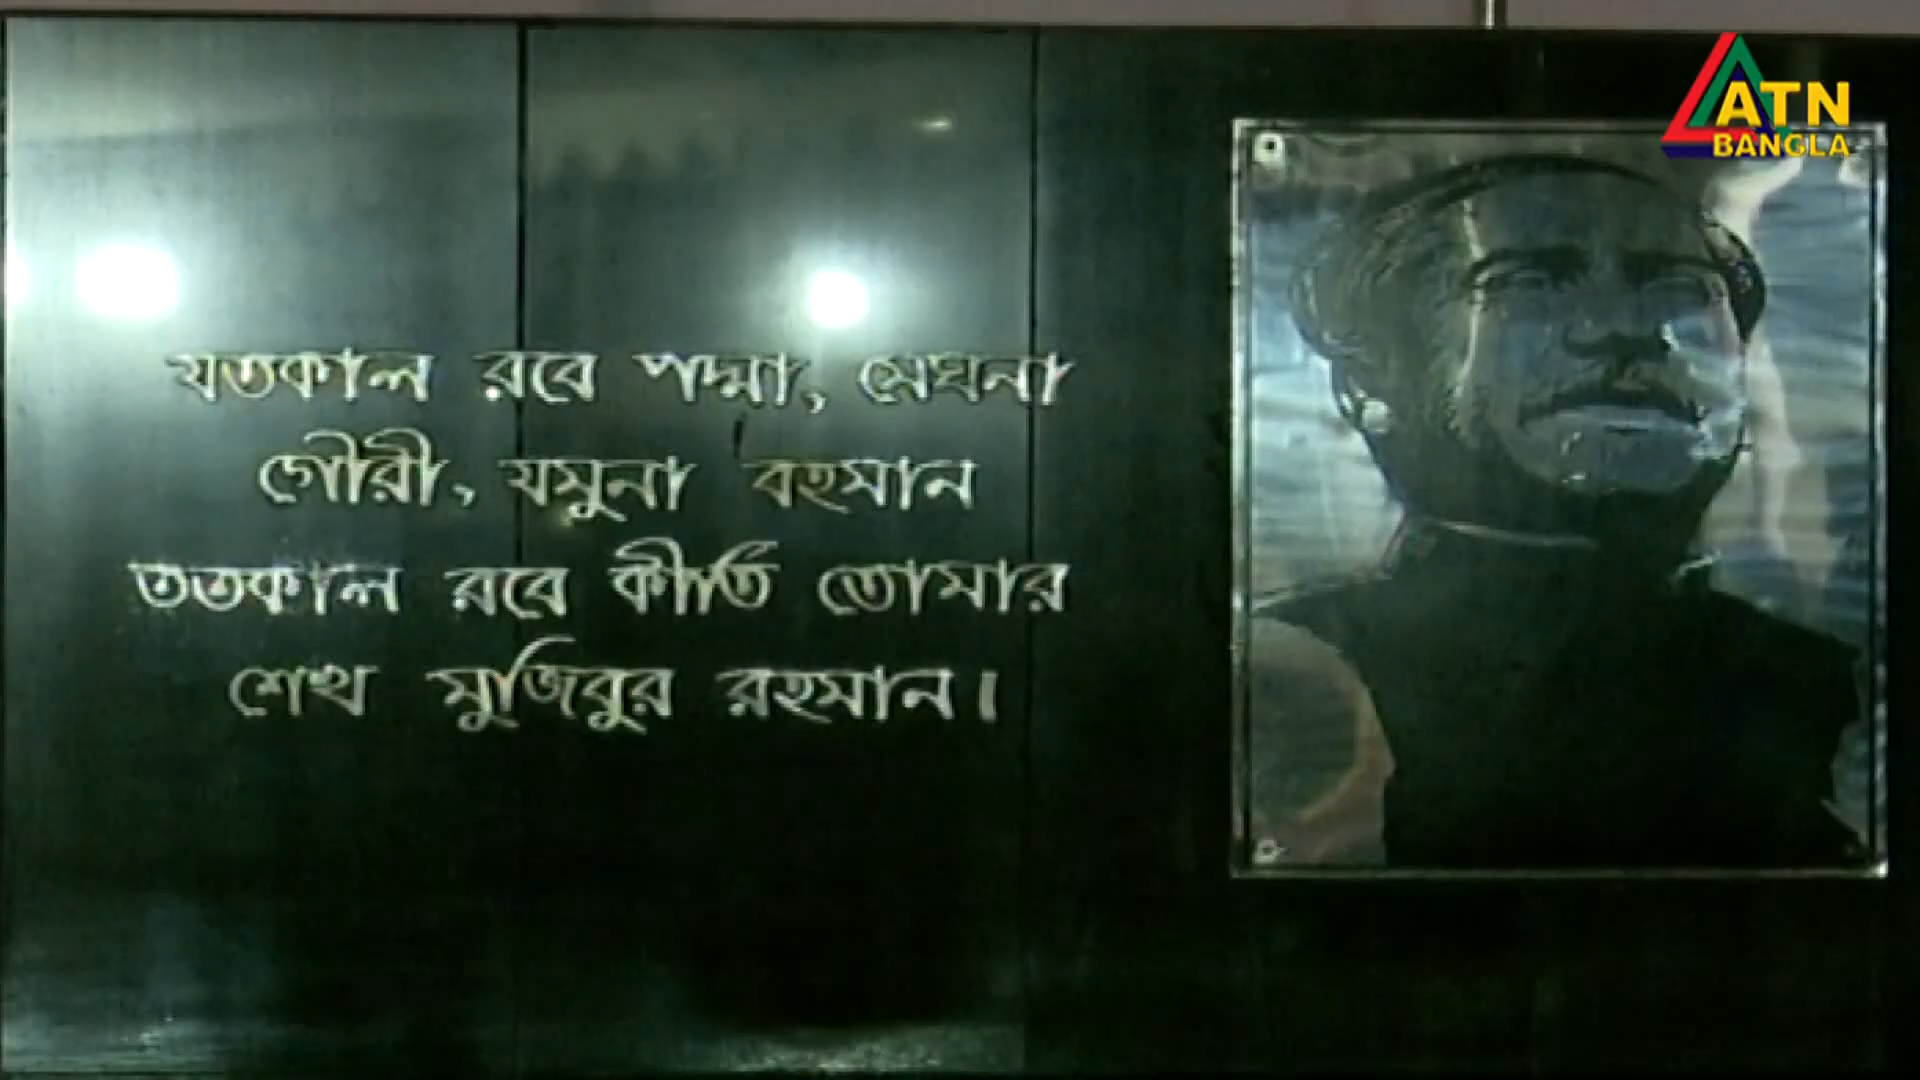 ATN
BANGLA
যতকাল রবে পদ্মা, মেঘনা
গৌরী, যমুনা বহমান
ততকাল রবে কীর্তি তোমার
শেখ মুজিবুর রহমান।